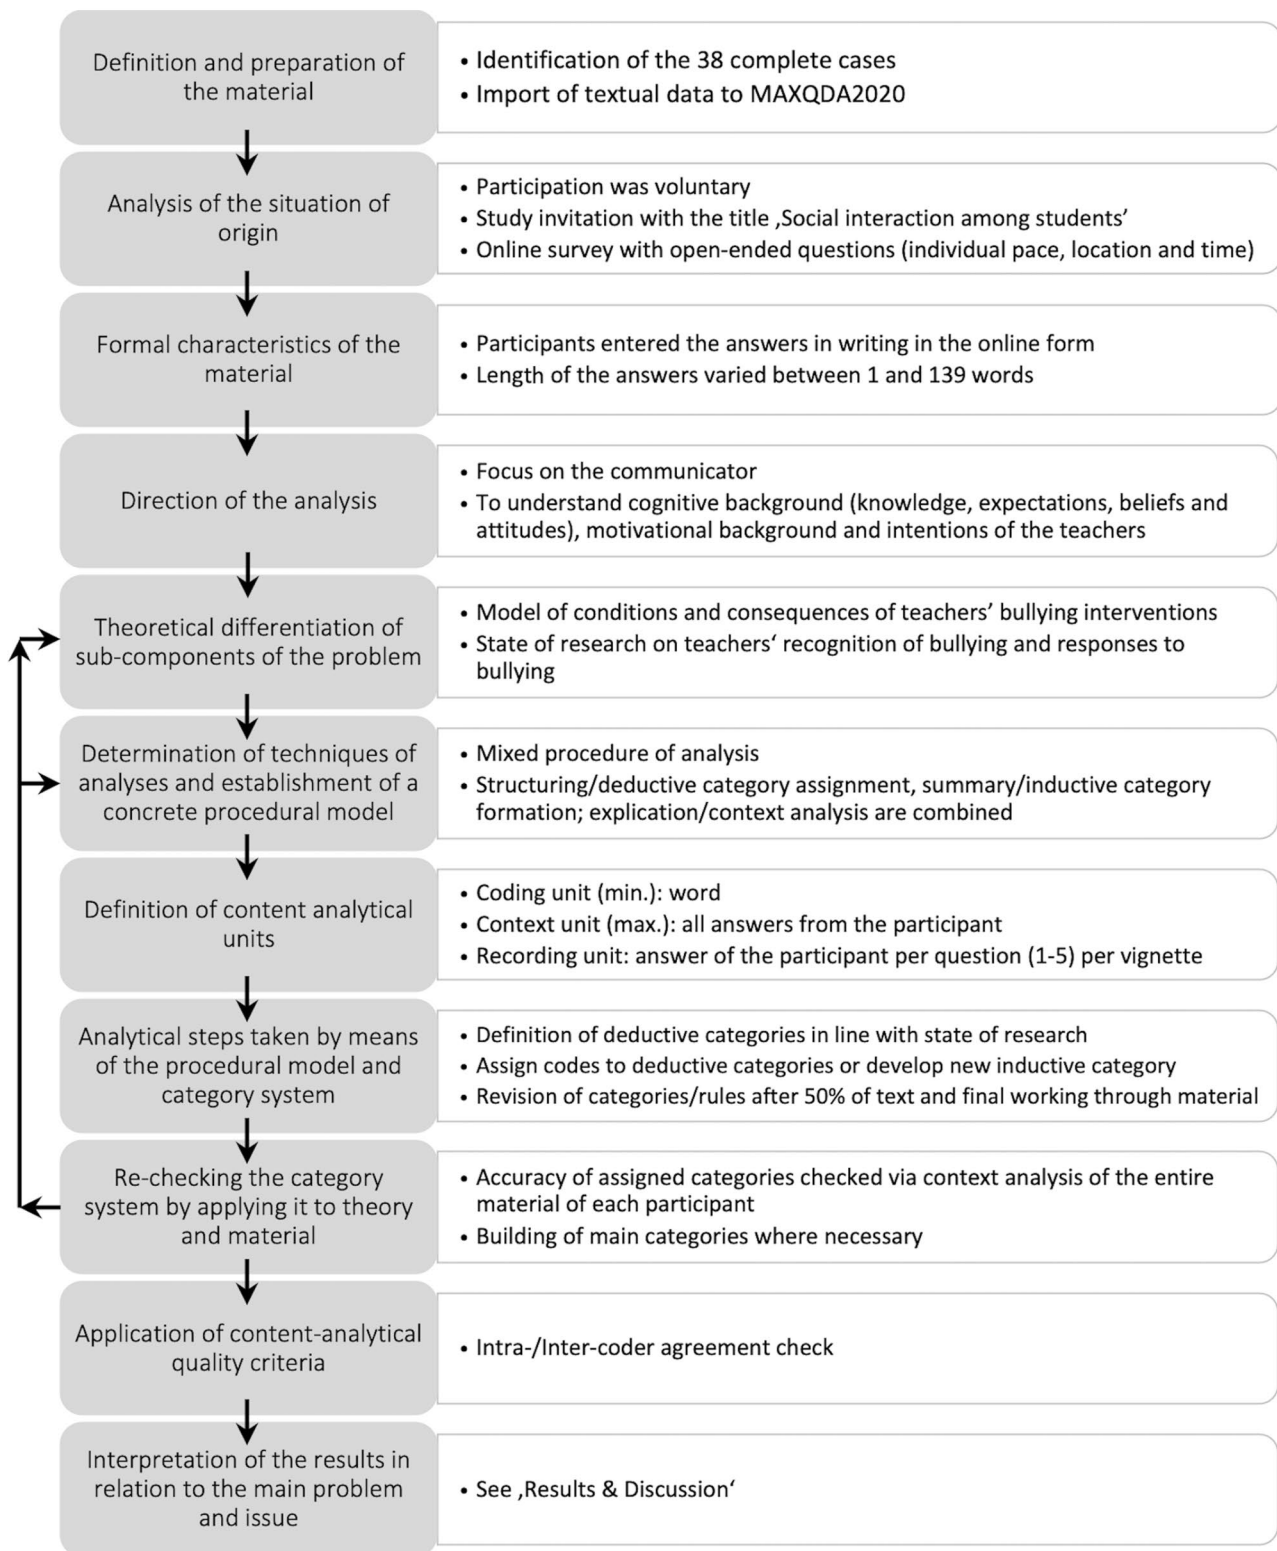 Definition and preparation of
the material
• Identification of the 38 complete cases
• Import of textual data to MAXQDA2020
Analysis of the situation of
origin
• Participation was voluntary
• Study invitation with the title ‚Social interaction among students’
• Online survey with open-ended questions (individual pace, location and time)
Formal characteristics of the
material
• Participants entered the answers in writing in the online form
• Length of the answers varied between 1 and 139 words
Direction of the analysis
• Focus on the communicator
• To understand cognitive background (knowledge, expectations, beliefs and
attitudes), motivational background and intentions of the teachers
Theoretical differentiation of
sub-components of the problem
• Model of conditions and consequences of teachers’ bullying interventions
• State of research on teachers‘ recognition of bullying and responses to
bullying
Determination of techniques of
analyses and establishment of a
concrete procedural model
• Mixed procedure of analysis
• Structuring/deductive category assignment, summary/inductive category
formation; explication/context analysis are combined
Definition of content analytical
units
• Coding unit (min.): word
• Context unit (max.): all answers from the participant
• Recording unit: answer of the participant per question (1-5) per vignette
Analytical steps taken by means
of the procedural model and
category system
• Definition of deductive categories in line with state of research
• Assign codes to deductive categories or develop new inductive category
• Revision of categories/rules after 50% of text and final working through material
Re-checking the category
system by applying it to theory
and material
• Accuracy of assigned categories checked via context analysis of the entire
material of each participant
• Building of main categories where necessary
Application of content-analytical
quality criteria
• Intra-/Inter-coder agreement check
Interpretation of the results in
relation to the main problem
and issue
• See ‚Results & Discussion‘